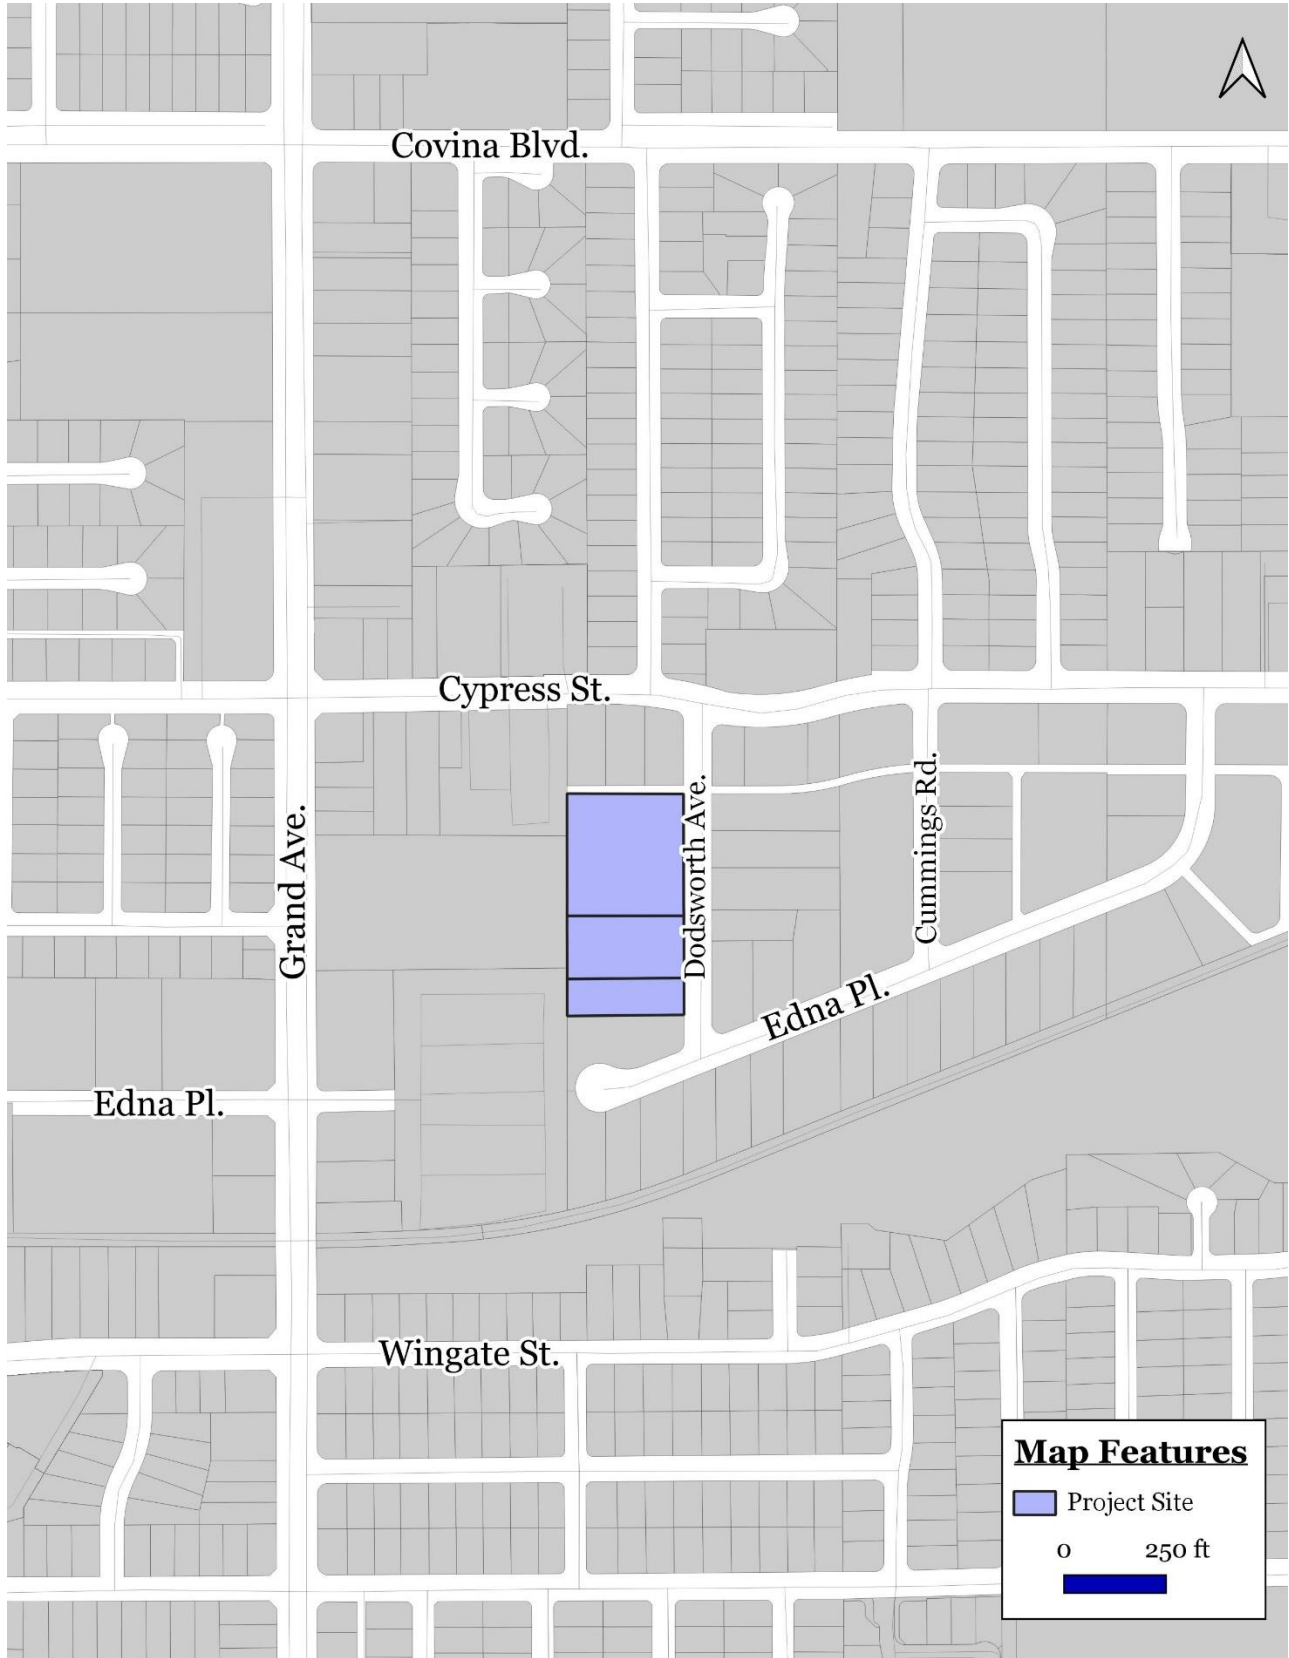 Covina Blvd.
Cypress St.
Grand Ave.
Dodsworth Ave.
Cummings Rd.
Edna Pl.
Edna Pl.
Wingate St.
Map Features
Project Site
0 250 ft